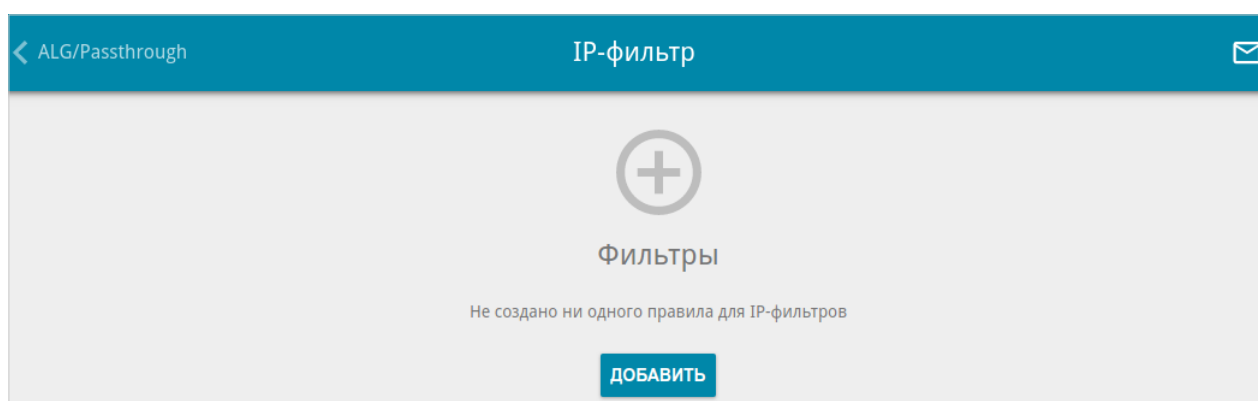 ALG/Passthrough
IP-фильтр
Фильтры
Не создано ни одного правила для IP-фильтров
ДОБАВИТЬ